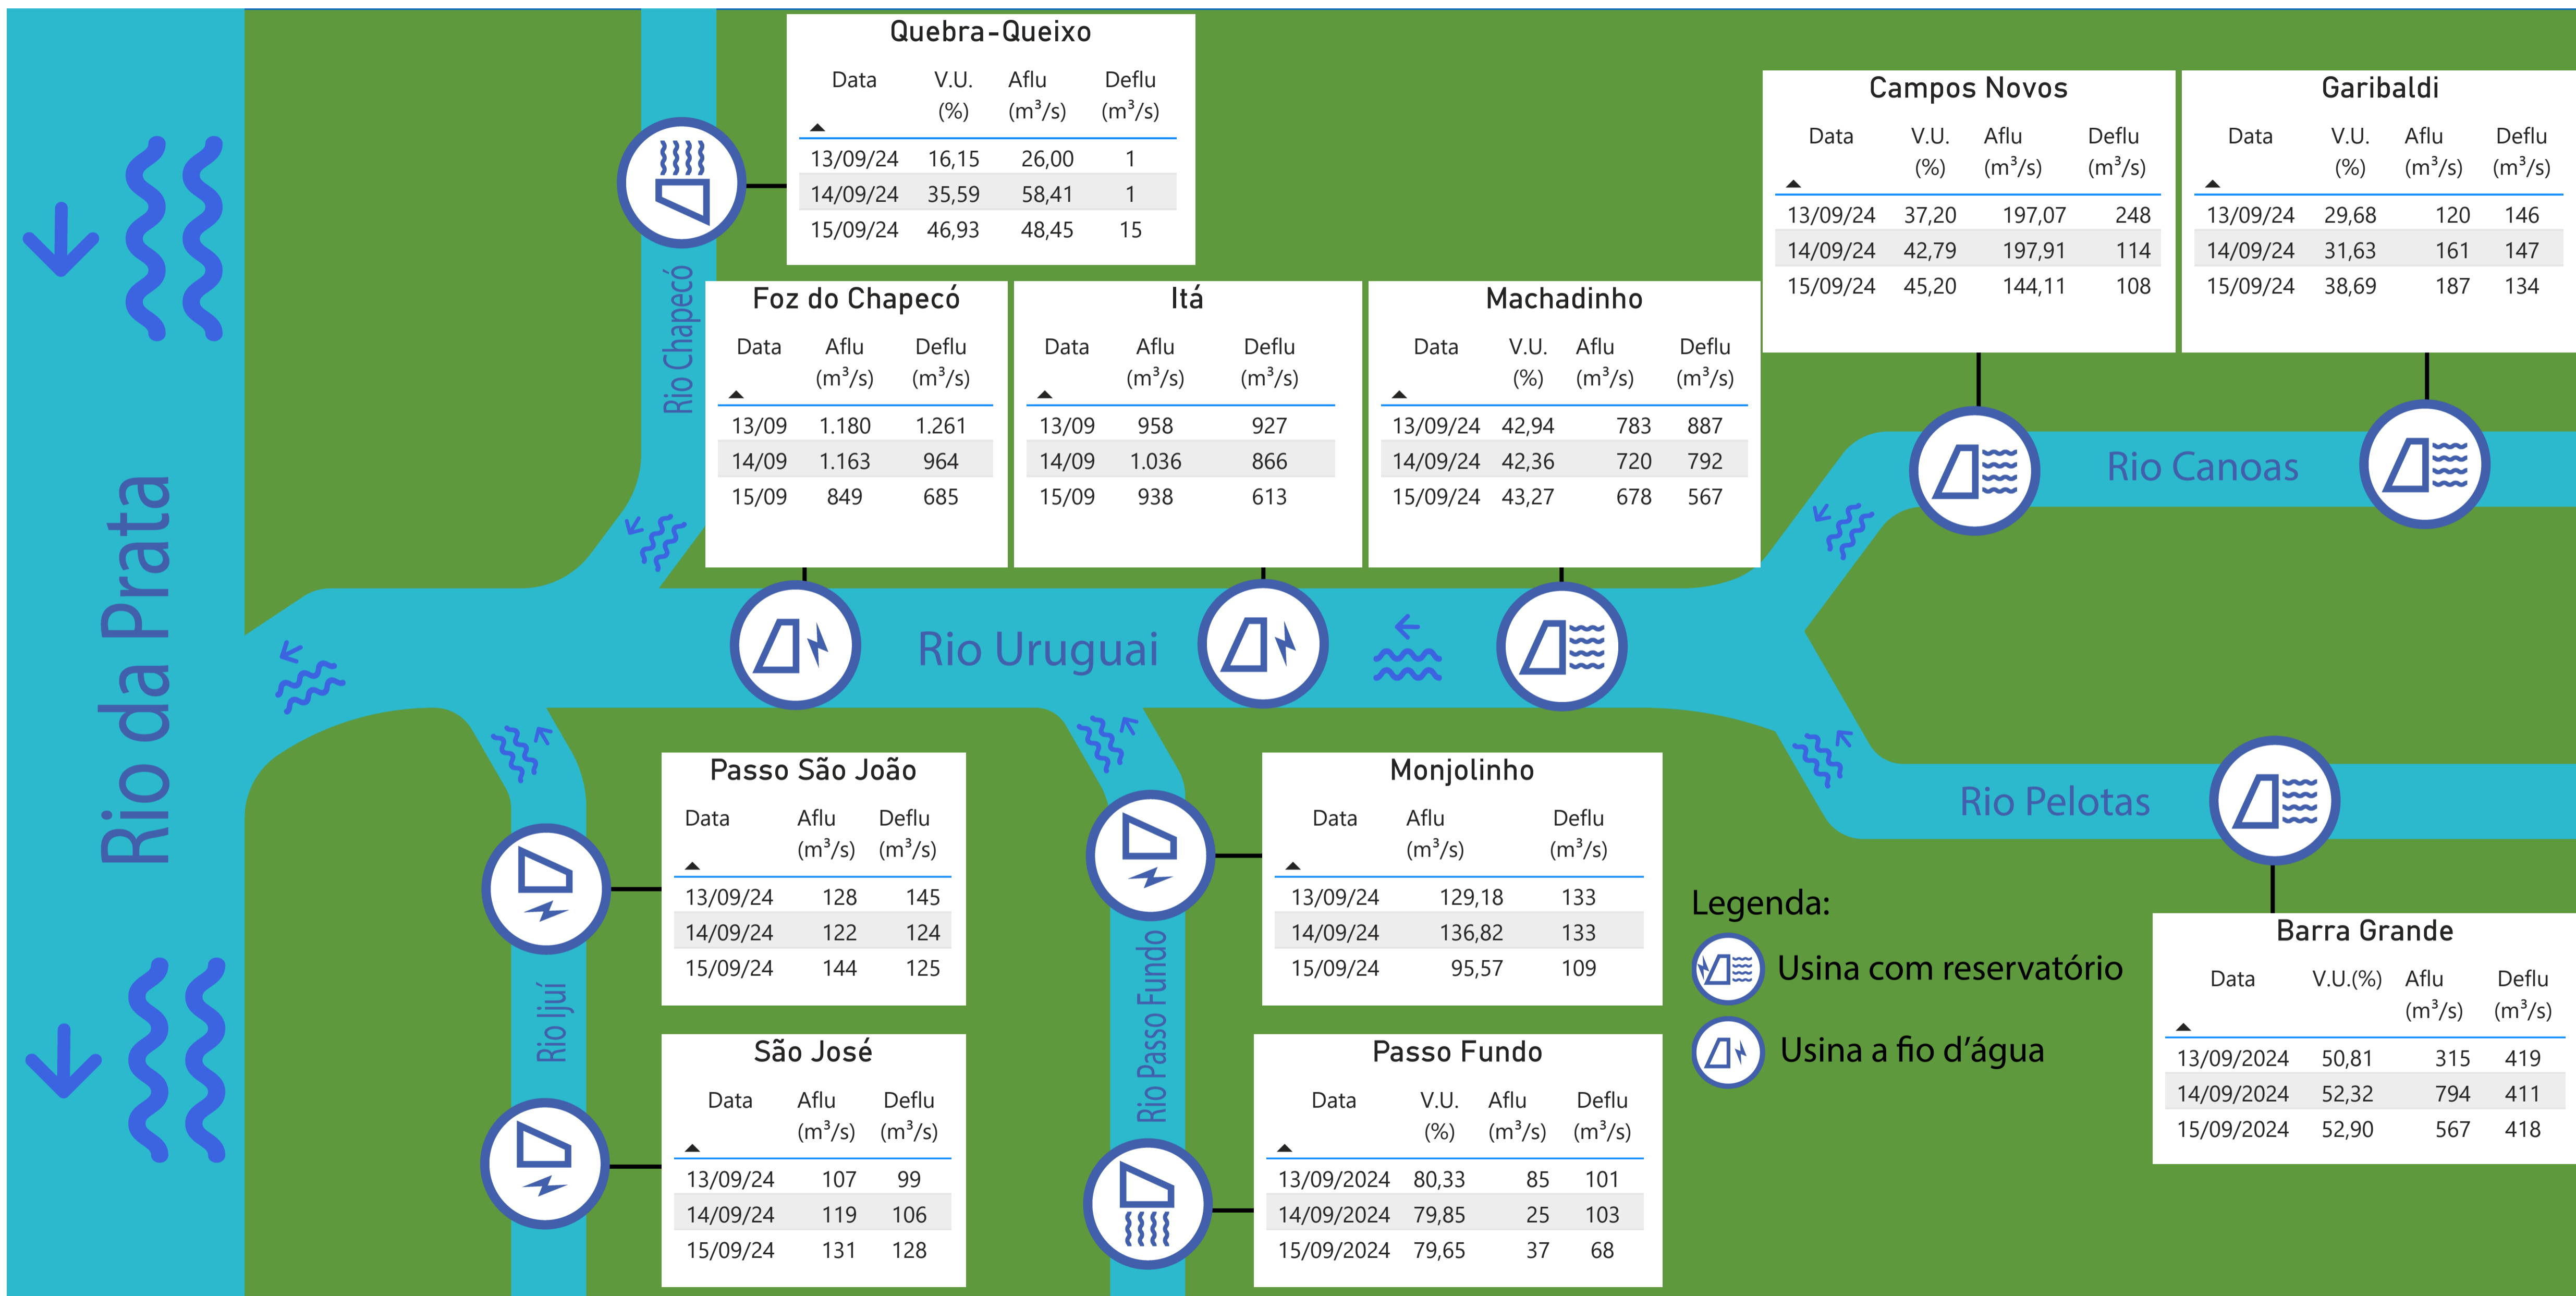 Quebra-Queixo
Data V.U. (%) Aflu (m³/s) Deflu (m³/s)
13/09/24 16,15 26,00 1
14/09/24 35,59 58,41 1
15/09/24 46,93 48,45 15
Campos Novos
Data V.U. (%) Aflu (m³/s) Deflu (m³/s)
13/09/24 37,20 197,07 248
14/09/24 42,79 197,91 114
15/09/24 45,20 144,11 108
Garibaldi
Data V.U. (%) Aflu (m³/s) Deflu (m³/s)
13/09/24 29,68 120 146
14/09/24 31,63 161 147
15/09/24 38,69 187 134
Foz do Chapecó
Data Aflu (m³/s) Deflu (m³/s)
13/09 1.180 1.261
14/09 1.163 964
15/09 849 685
Itá
Data Aflu (m³/s) Deflu (m³/s)
13/09 958 927
14/09 1.036 866
15/09 938 613
Machadinho
Data V.U. (%) Aflu (m³/s) Deflu (m³/s)
13/09/24 42,94 783 887
14/09/24 42,36 720 792
15/09/24 43,27 678 567
Rio Chapecó
Rio Canoas
Rio da Prata
Rio Uruguai
Rio Pelotas
Passo São João
Data Aflu (m³/s) Deflu (m³/s)
13/09/24 128 145
14/09/24 122 124
15/09/24 144 125
Monjolinho
Data Aflu (m³/s) Deflu (m³/s)
13/09/24 129,18 133
14/09/24 136,82 133
15/09/24 95,57 109
Rio Ijuí
Rio Passo Fundo
São José
Data Aflu (m³/s) Deflu (m³/s)
13/09/24 107 99
14/09/24 119 106
15/09/24 131 128
Passo Fundo
Data V.U. (%) Aflu (m³/s) Deflu (m³/s)
13/09/2024 80,33 85 101
14/09/2024 79,85 25 103
15/09/2024 79,65 37 68
Legenda:
Usina com reservatório
Usina a fio d'água
Barra Grande
Data V.U.(%) Aflu (m³/s) Deflu (m³/s)
13/09/2024 50,81 315 419
14/09/2024 52,32 794 411
15/09/2024 52,90 567 418